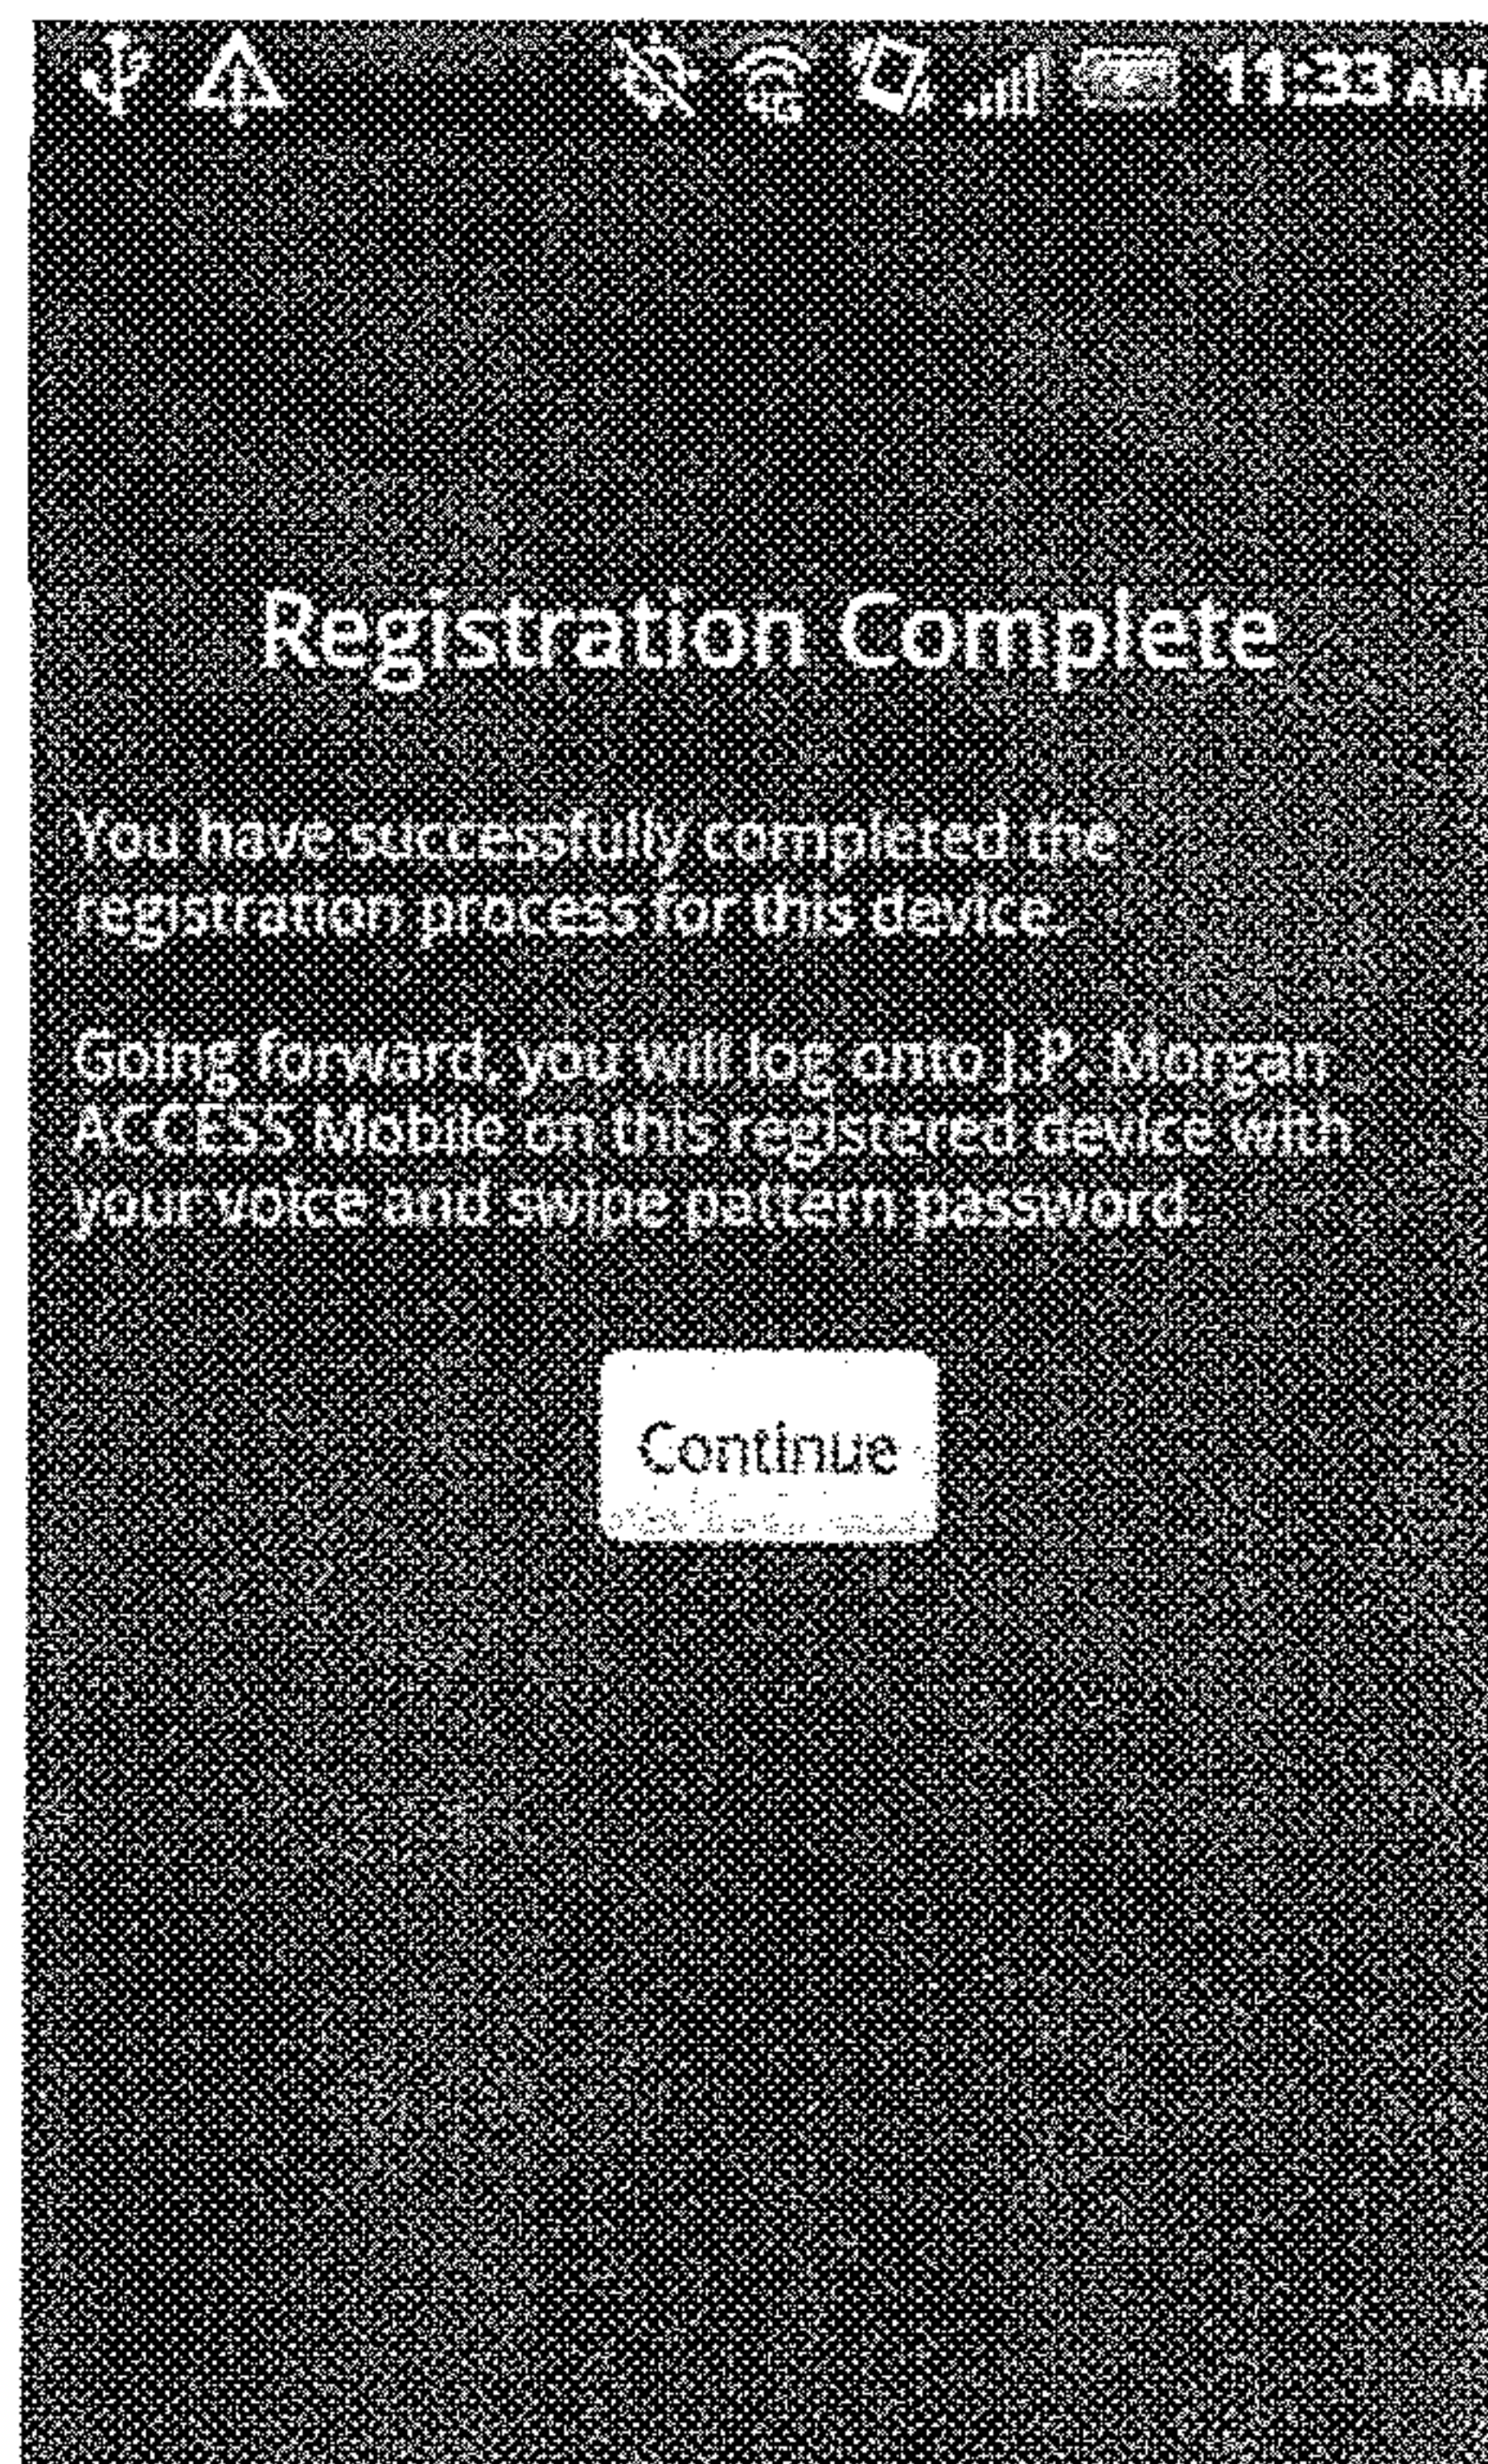 4G 11:33 AM
Registration Complete
You have successfully completed the
registration process for this device.
Going forward, you will log onto J.P. Morgan
ACCESS Mobile on this registered device with
your voice and swipe pattern password.
Continue